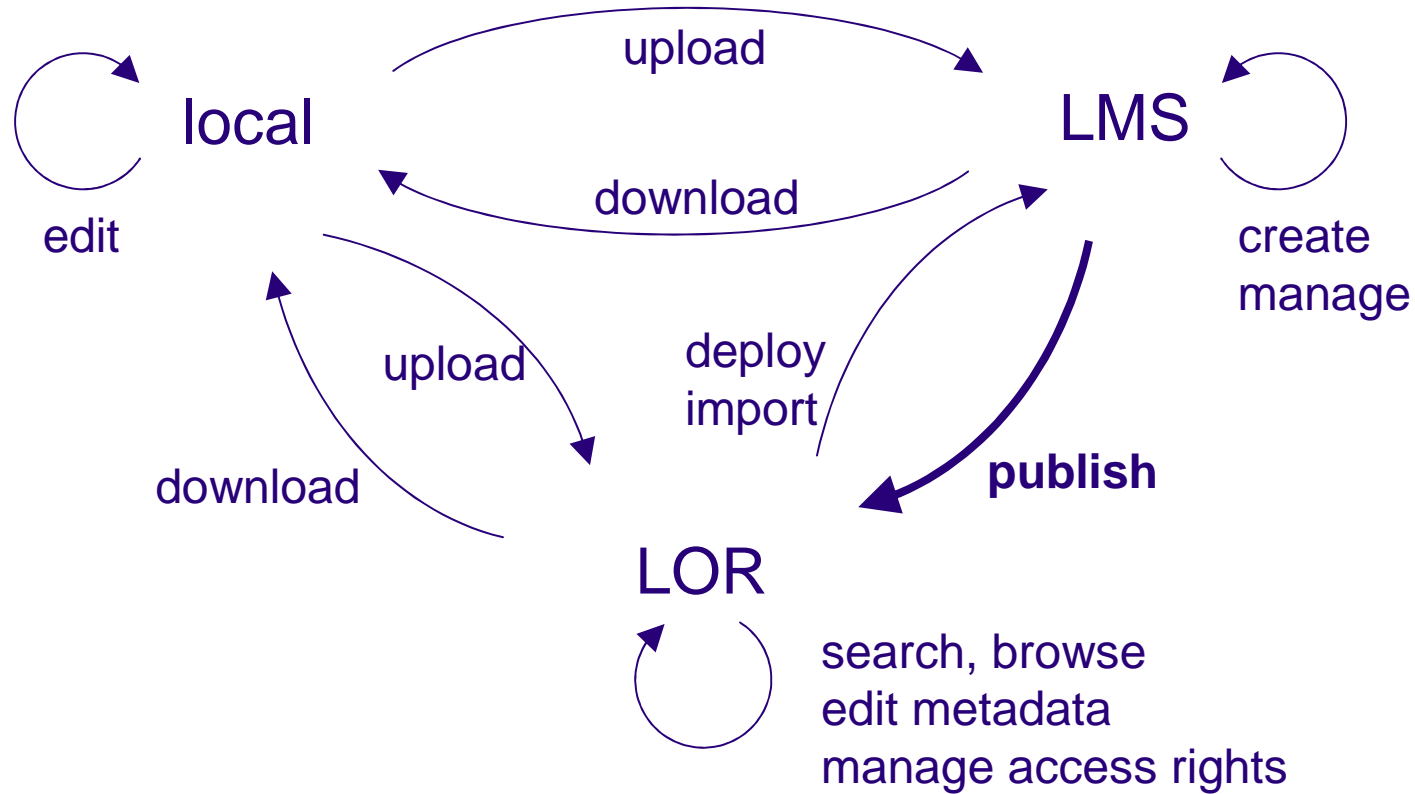 upload
local
LMS
download
edit
create
manage
upload
deploy
import
download
publish
LOR
search, browse
edit metadata
manage access rights